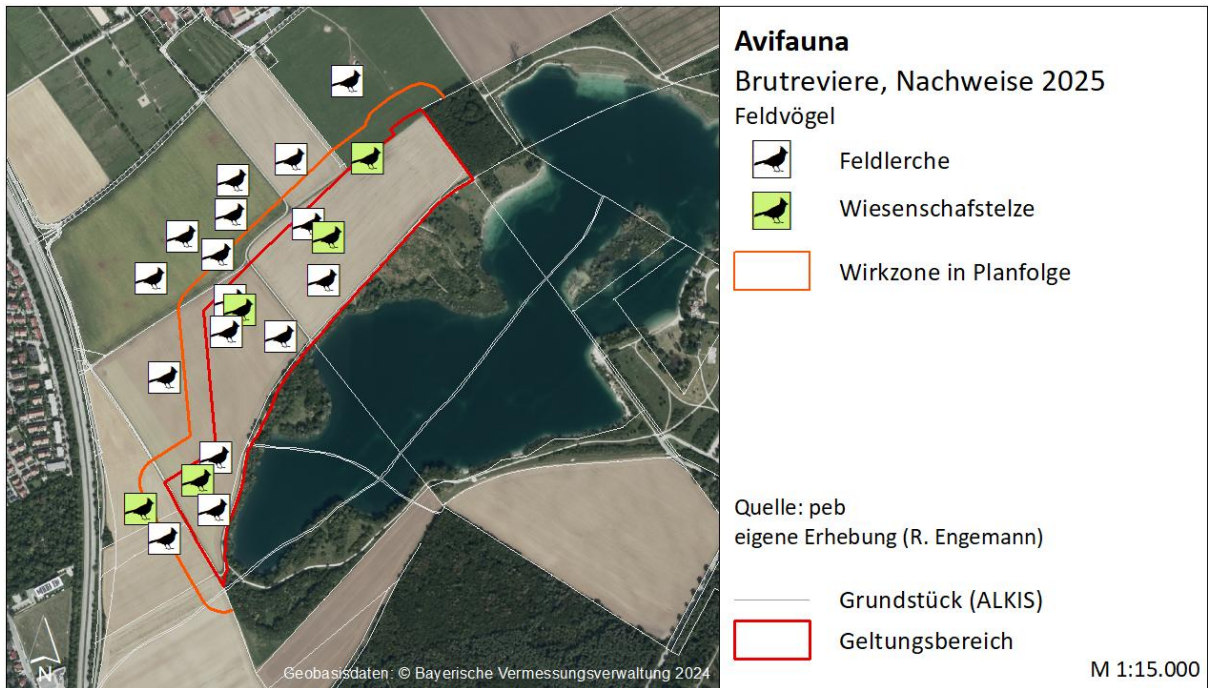 Avifauna
Brutreviere, Nachweise 2025
Feldvögel
Feldlerche
Wiesenschafstelze
Wirkzone in Planfolge
Quelle: peb
eigene Erhebung (R. Engemann)
Grundstück (ALKIS)
Geltungsbereich
M 1:15.000
N
Geobasisdaten: © Bayerische Vermessungsverwaltung 2024